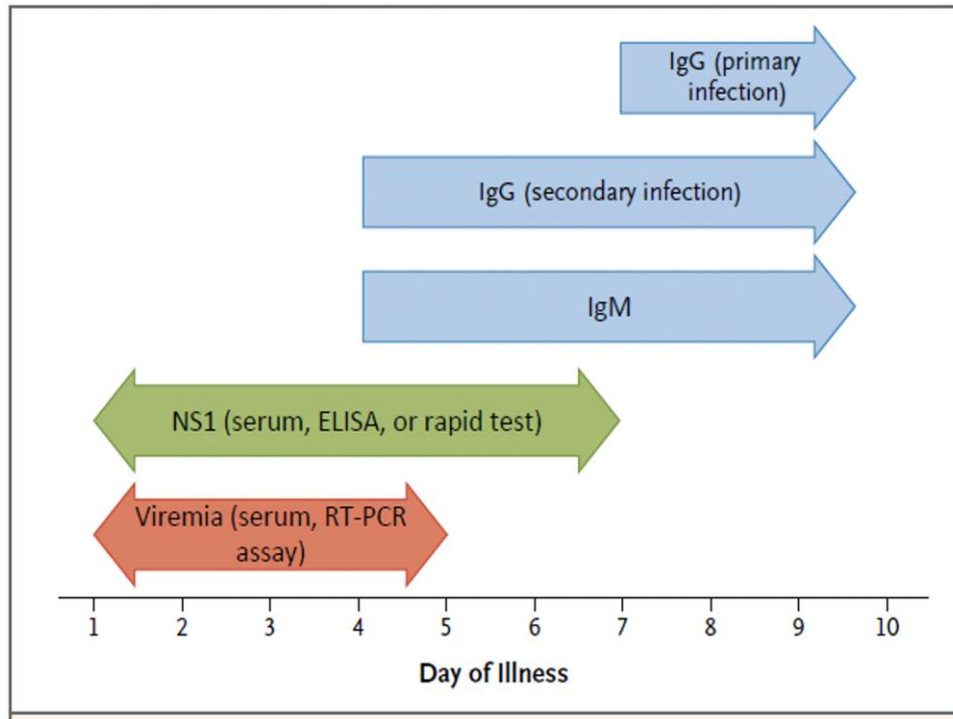 IgG (primary
infection)
IgG (secondary infection)
IgM
NS1 (serum, ELISA, or rapid test)
Viremia (serum, RT-PCR
assay)
1 2 3 4 5 6 7 8 9 10
Day of Illness